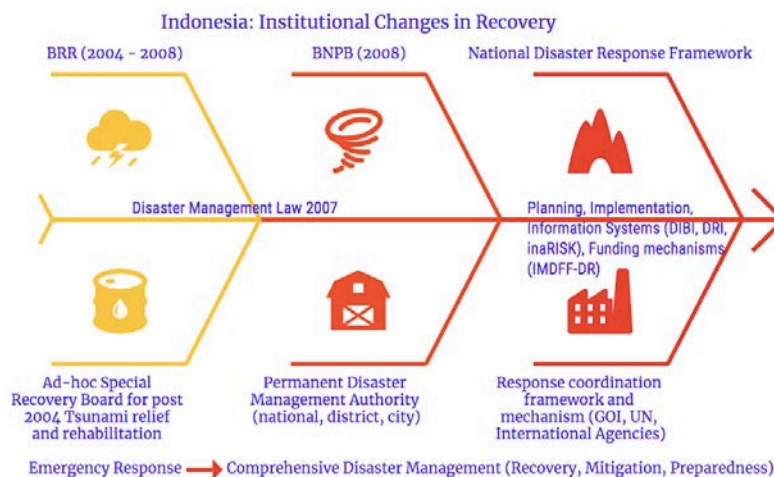 Indonesia: Institutional Changes in Recovery
BRR (2004 - 2008)
BNPB (2008)
National Disaster Response Framework
Disaster Management Law 2007
Planning, Implementation,
Information Systems (DIBI, DRI,
inaRISK), Funding mechanisms
(IMDFF-DR)
Ad-hoc Special
Recovery Board for post
2004 Tsunami relief
and rehabilitation
Permanent Disaster
Management Authority
(national, district, city)
Response coordination
framework and
mechanism (GOI, UN,
International Agencies)
Emergency Response → Comprehensive Disaster Management (Recovery, Mitigation, Preparedness)